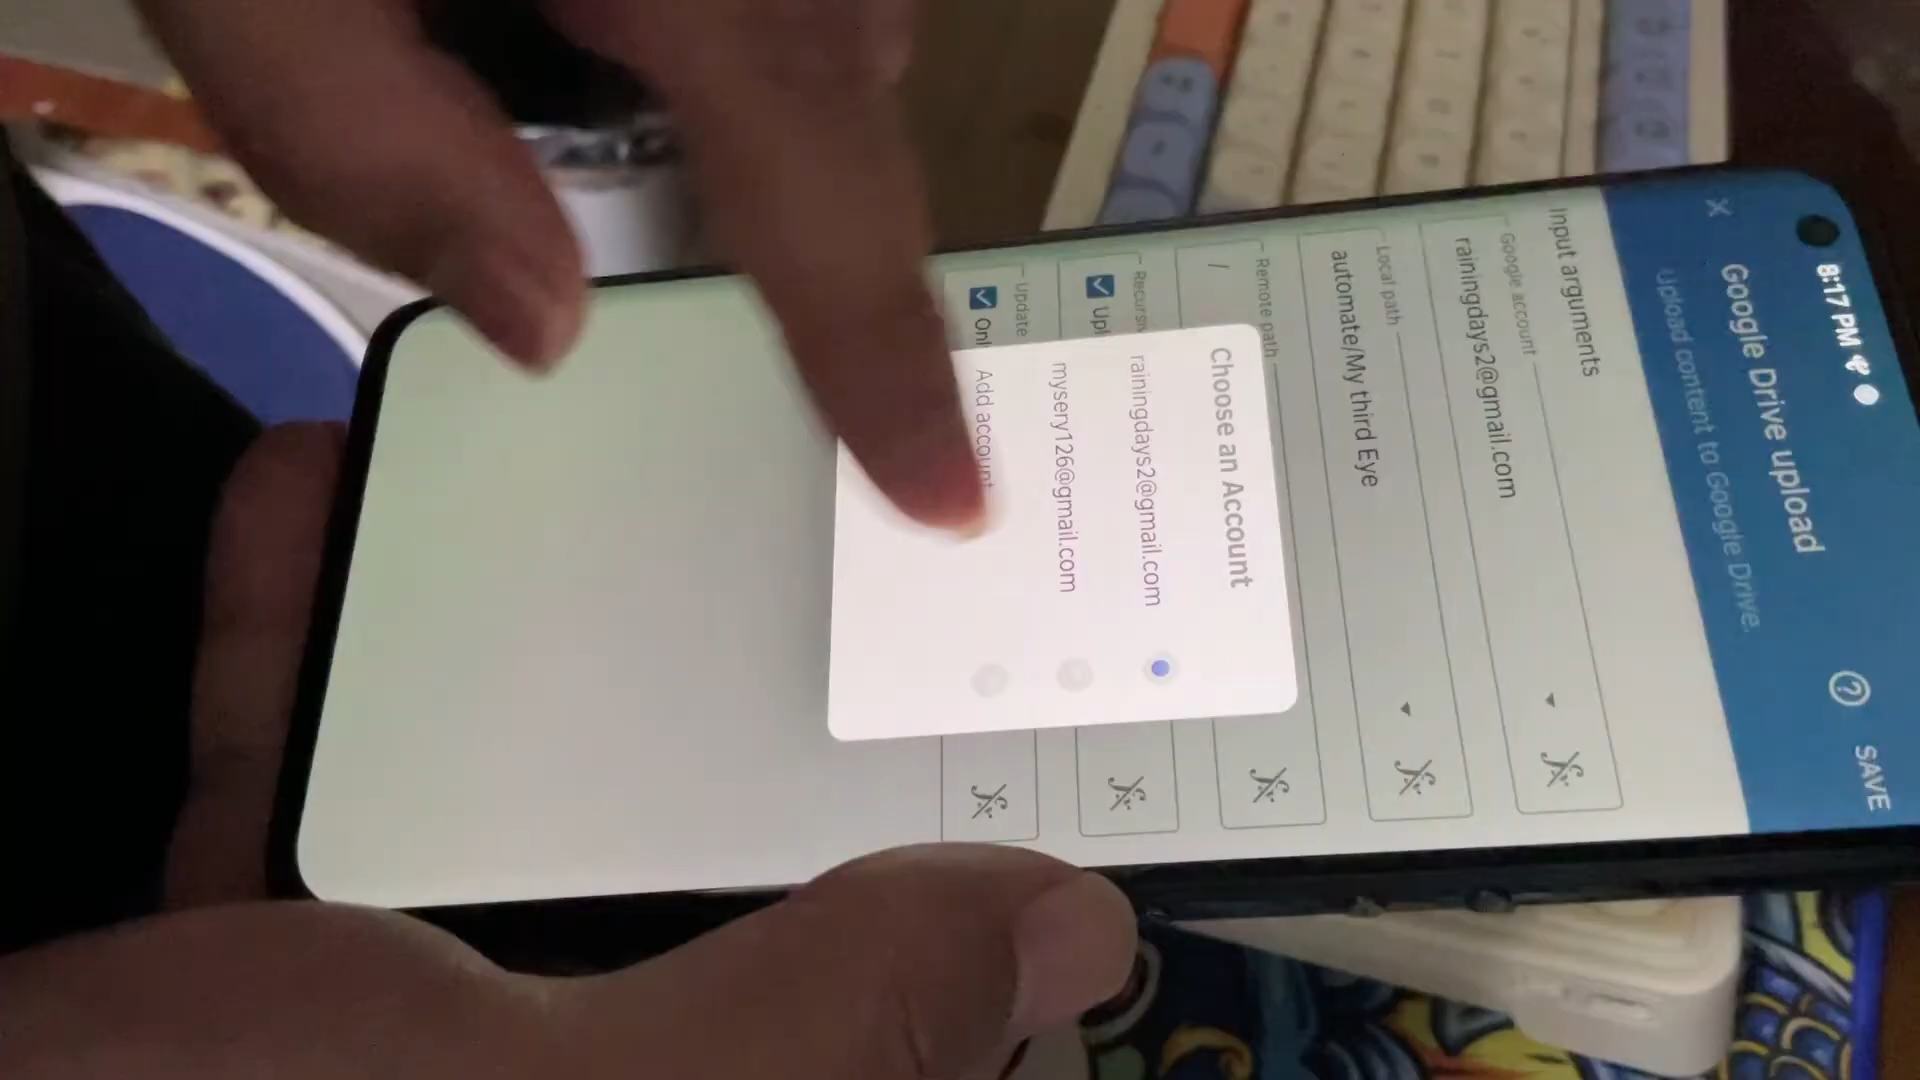 8:17 PM
Google Drive upload
SAVE
Upload content to Google Drive.
Input arguments
Google account
rainingdays2@gmail.com
Local path
automate/My third Eye
Remote path
/
Upl
Update
Onl
Choose an Account
rainingdays2@gmail.com
mysery126@gmail.com
Add account